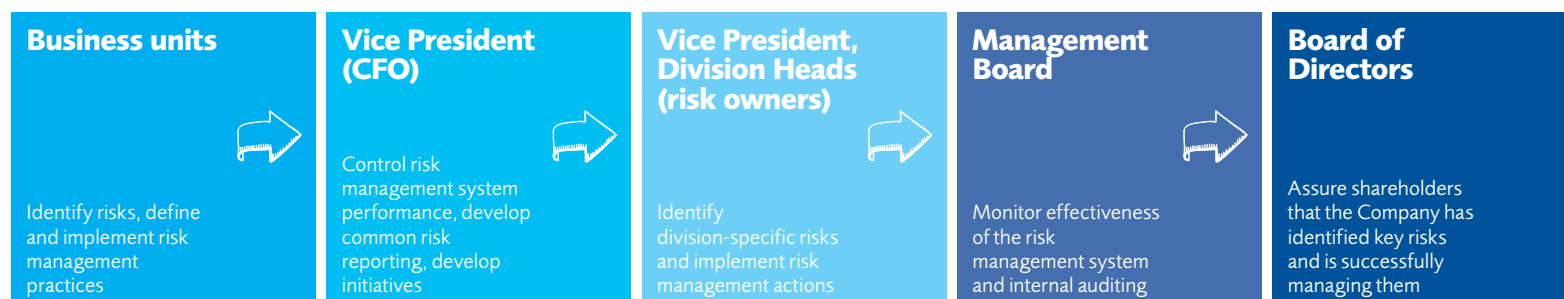 Business units
Identify risks, define
and implement risk
management
practices
Vice President
(CFO)
Control risk
management system
performance, develop
common risk
reporting, develop
initiatives
Vice President,
Division Heads
(risk owners)
Identify
division-specific risks
and implement risk
management actions
Management
Board
Monitor effectiveness
of the risk
management system
and internal auditing
Board of
Directors
Assure shareholders
that the Company has
identified key risks
and is successfully
managing them